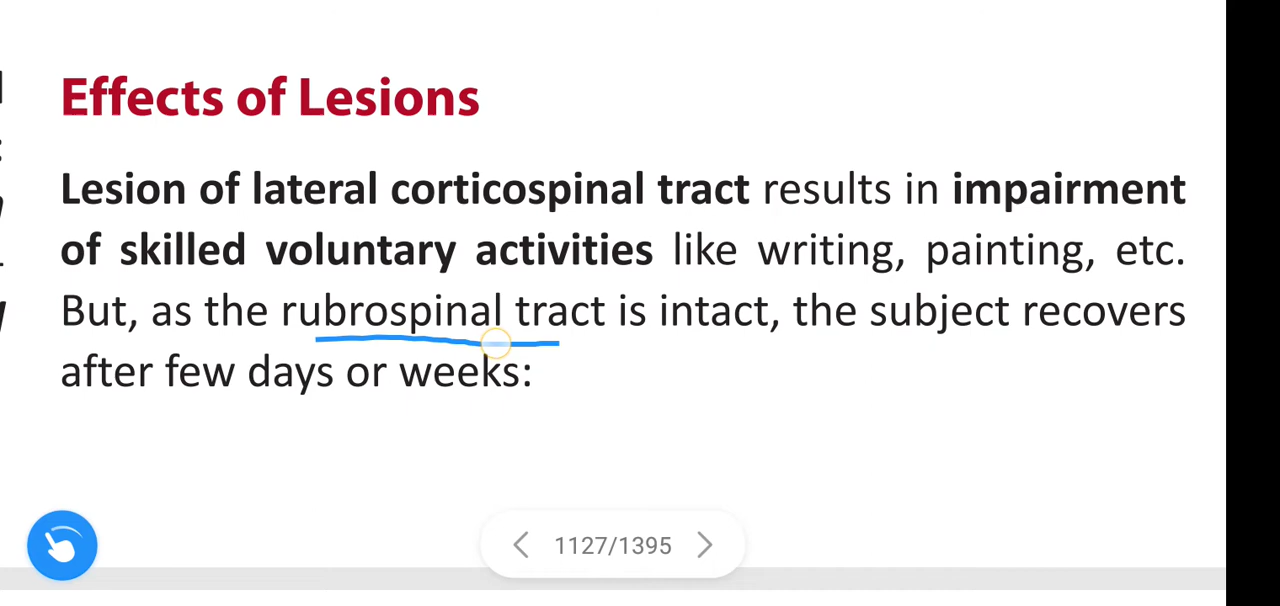 Effects of Lesions
Lesion of lateral corticospinal tract results in impairment
of skilled voluntary activities like writing, painting, etc.
But, as the rubrospinal tract is intact, the subject recovers
after few days or weeks:
1127/1395